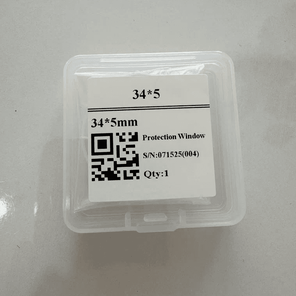 34*5
34*5mm
Protection Window
S/N:071525(004)
Qty:1